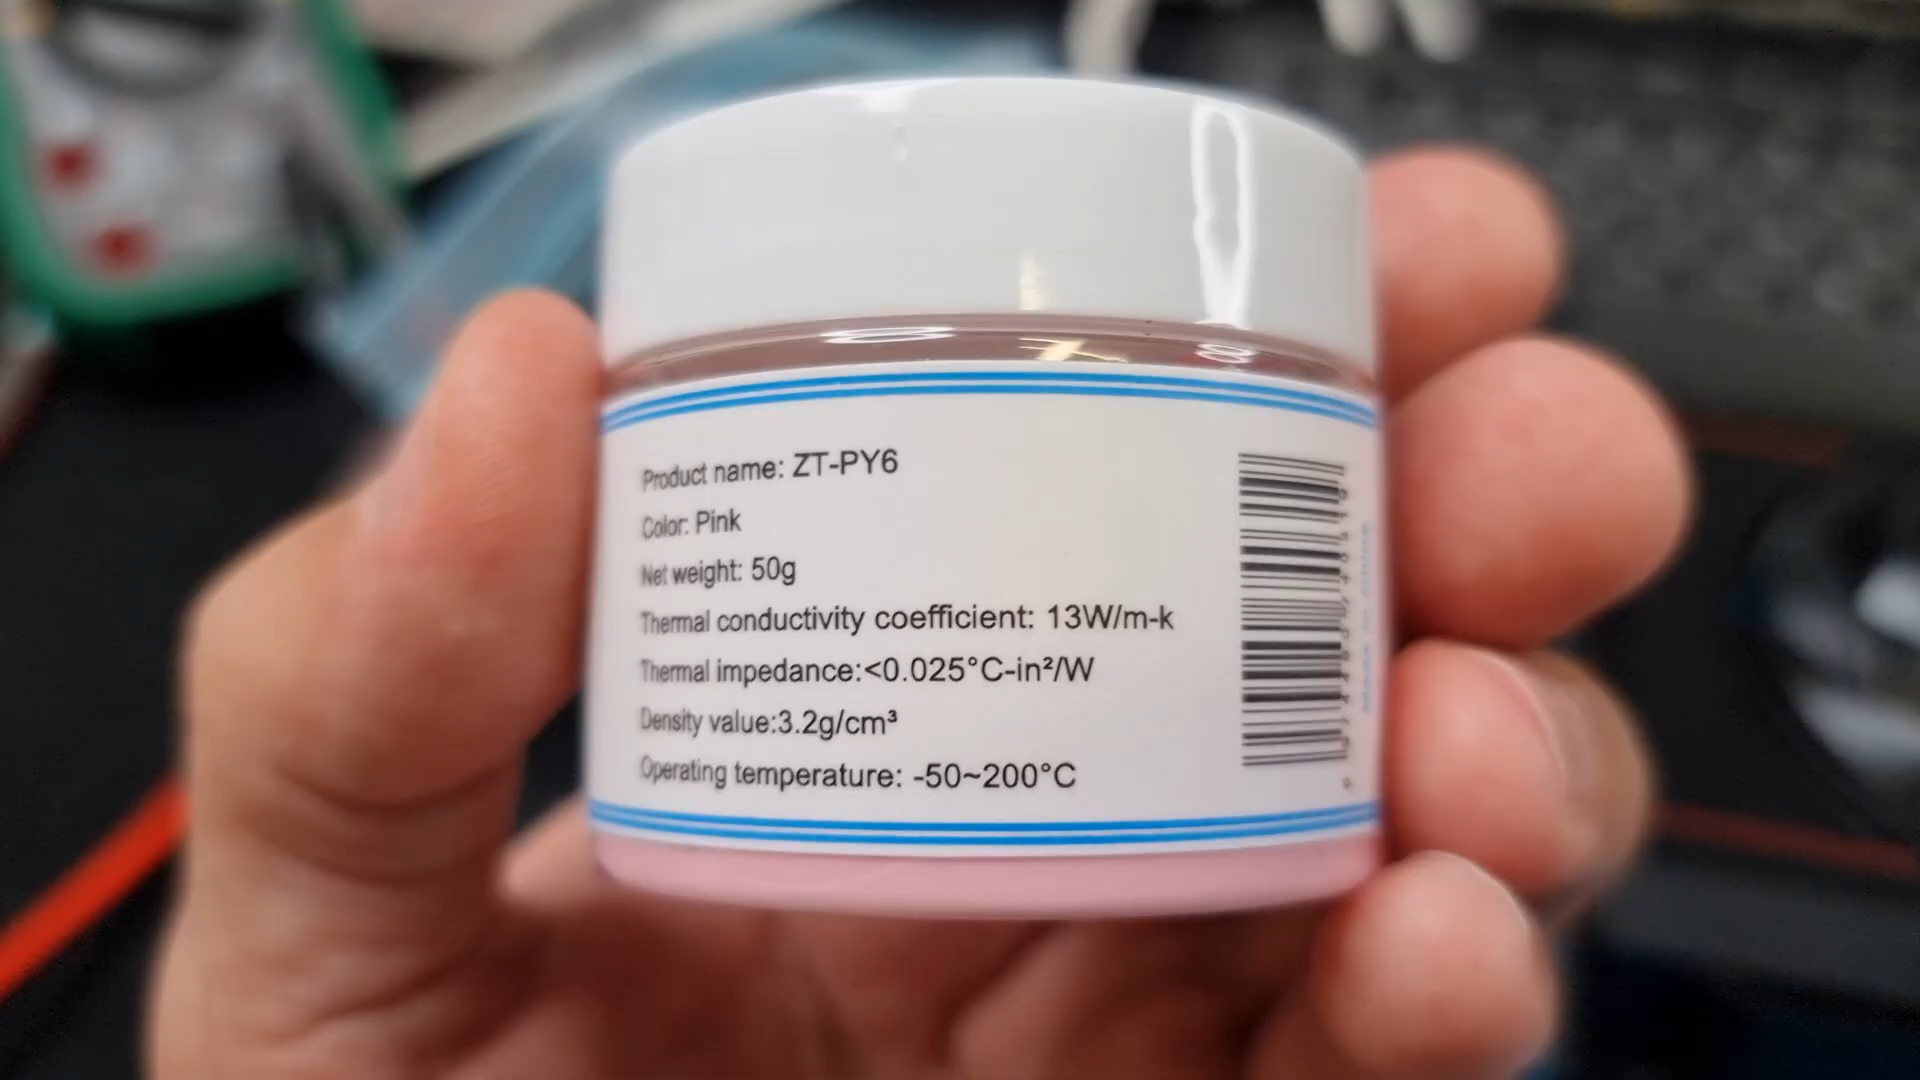 Product name: ZT-PY6
Color: Pink
Net weight: 50g
Thermal conductivity coefficient: 13W/m-k
Thermal impedance:<0.025°C-in²/W
Density value:3.2g/cm³
Operating temperature: -50~200°C